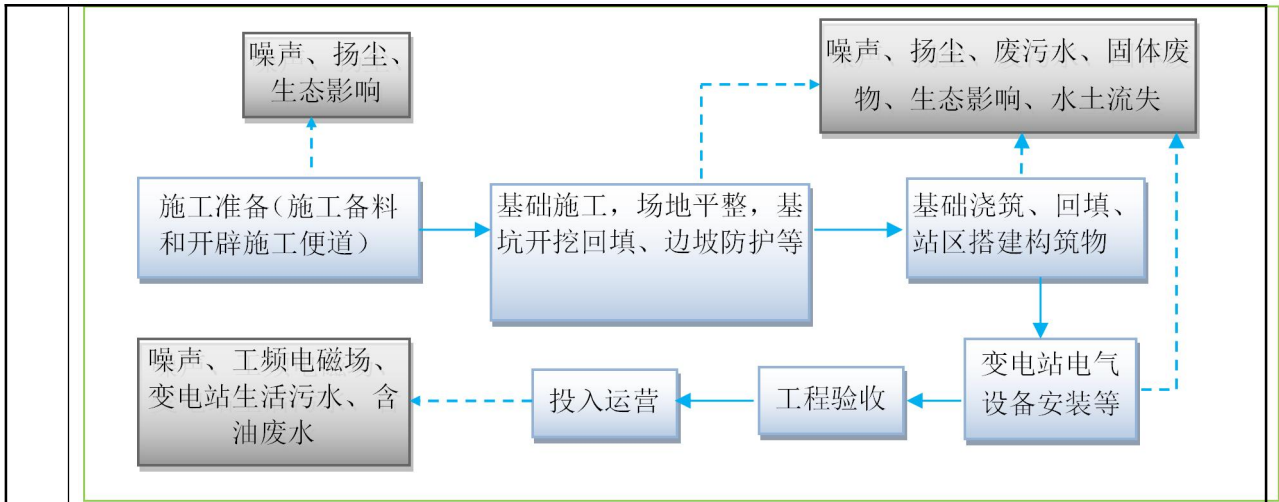 噪声、扬尘、
生态影响
噪声、扬尘、废污水、固体废
物、生态影响、水土流失
施工准备（施工备料
和开辟施工便道）
基础施工，场地平整，基
坑开挖回填、边坡防护等
基础浇筑、回填、
站区搭建构筑物
噪声、工频电磁场、
变电站生活污水、含
油废水
投入运营
工程验收
变电站电气
设备安装等